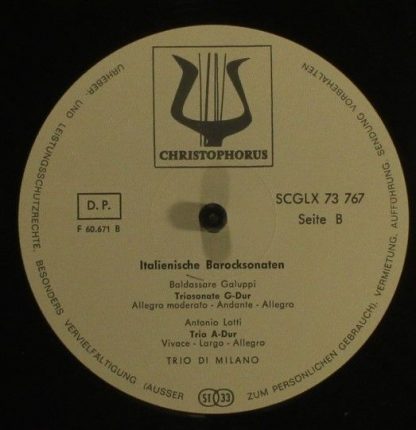 CHRISTOPHORUS
D. P.
F 60.671 B
SCGLX 73 767
Seite B
Italienische Barocksonaten
Baldassare Galuppi
Triosonate G-Dur
Allegro moderato - Andante - Allegro
Antonio Lotti
Trio A-Dur
Vivace - Largo - Allegro
TRIO DI MILANO
ST 33
URHEBER- UND LEISTUNGSSCHUTZRECHTE, BESONDERS VERVIELFÄLTIGUNG (AUSSER ZUM PERSÖNLICHEN GEBRAUCH), VERMIETUNG, AUFFÜHRUNG, SENDUNG VORBEHALTEN